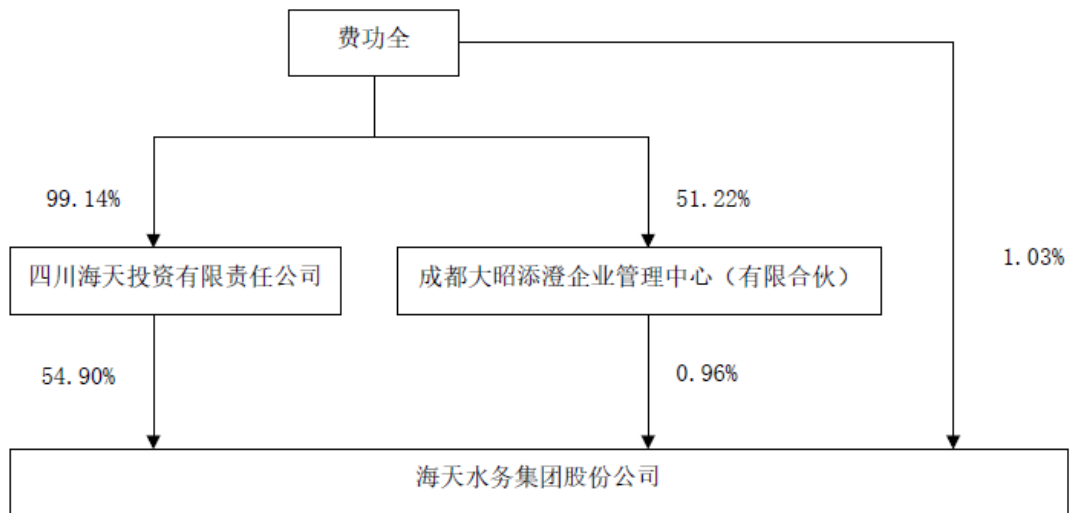 费功全
99.14%
51.22%
1.03%
四川海天投资有限责任公司
成都大昭添澄企业管理中心（有限合伙）
54.90%
0.96%
海天水务集团股份公司